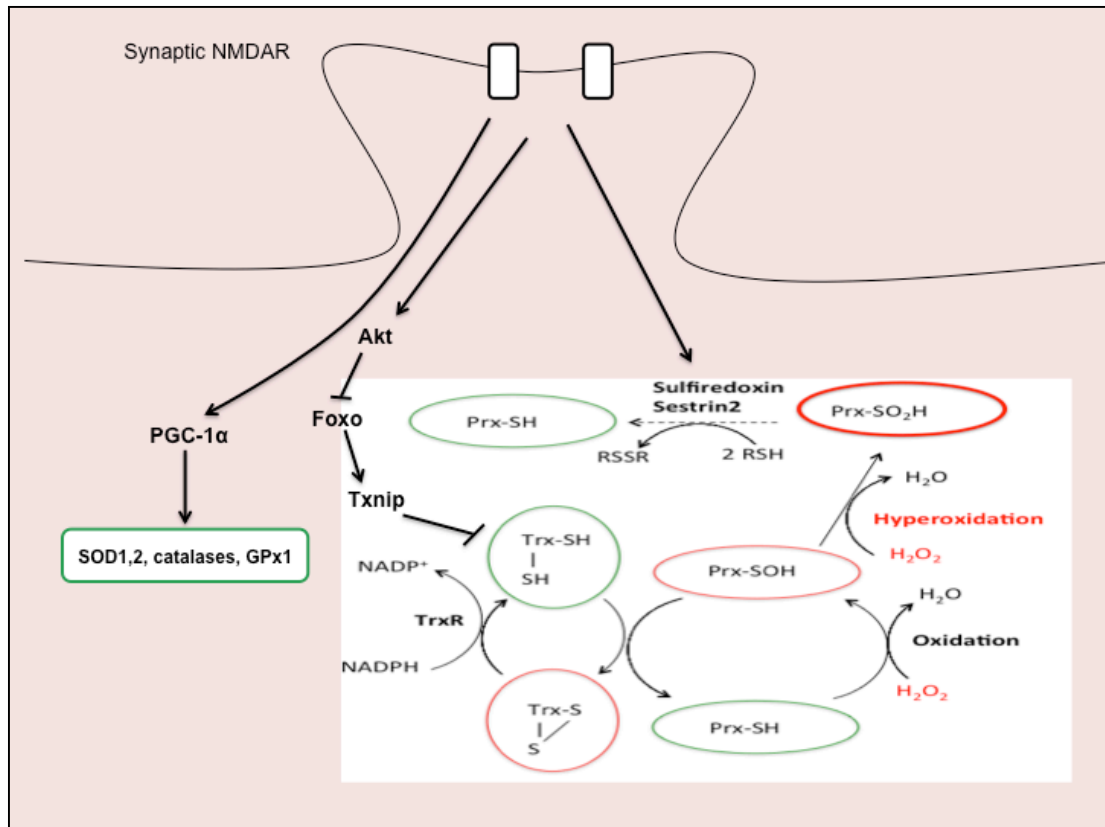 Synaptic NMDAR
Akt
Foxo
PGC-1α
Txnip
SOD1,2, catalases, GPx1
Sulfiredoxin
Sestrin2
Prx-SH
Prx-SO₂H
RSSR
2 RSH
H₂O
Hyperoxidation
H₂O₂
Trx-SH
SH
Prx-SOH
NADP⁺
TrxR
NADPH
H₂O
Oxidation
H₂O₂
Trx-S
S
Prx-SH